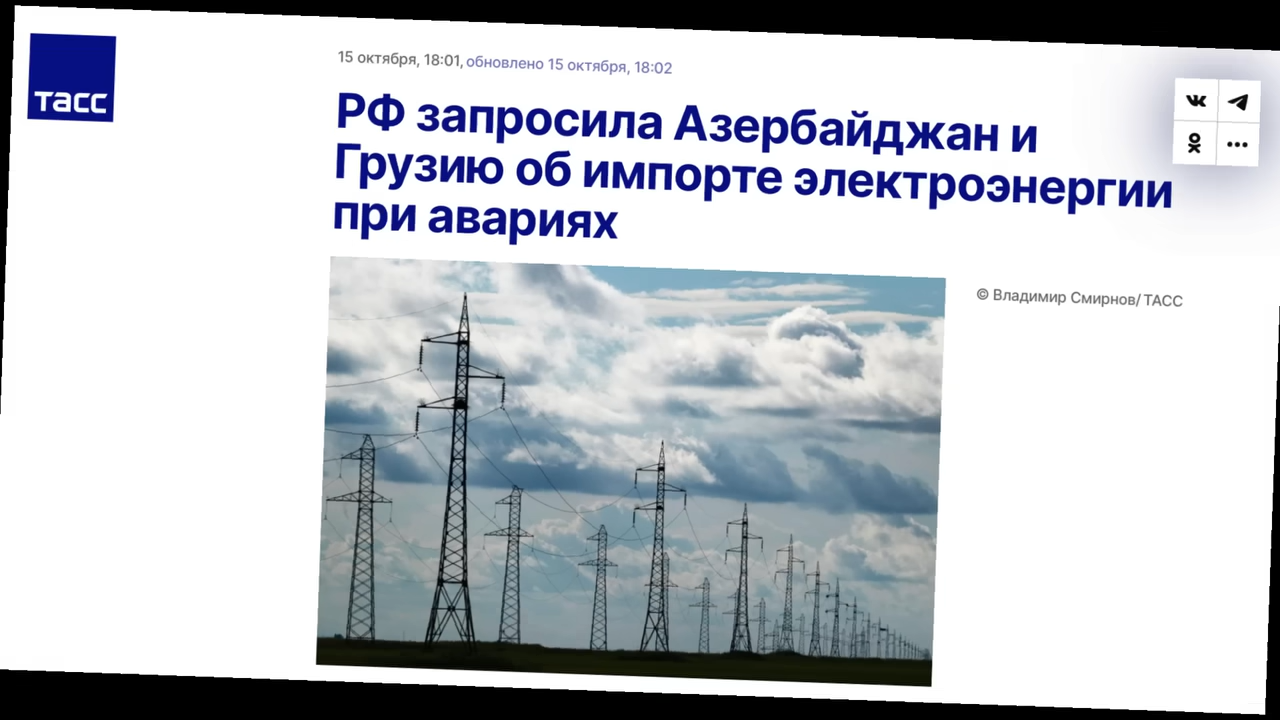 тасс
15 октября, 18:01, обновлено 15 октября, 18:02
РФ запросила Азербайджан и
Грузию об импорте электроэнергии
при авариях
© Владимир Смирнов/ ТАСС